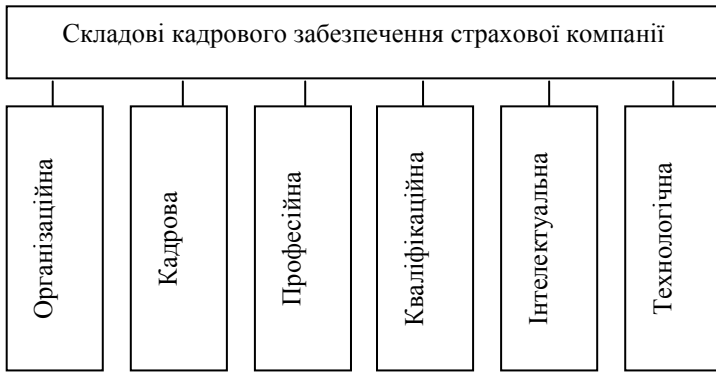 Складові кадрового забезпечення страхової компанії
Організаційна
Кадрова
Професійна
Кваліфікаційна
Інтелектуальна
Технологічна